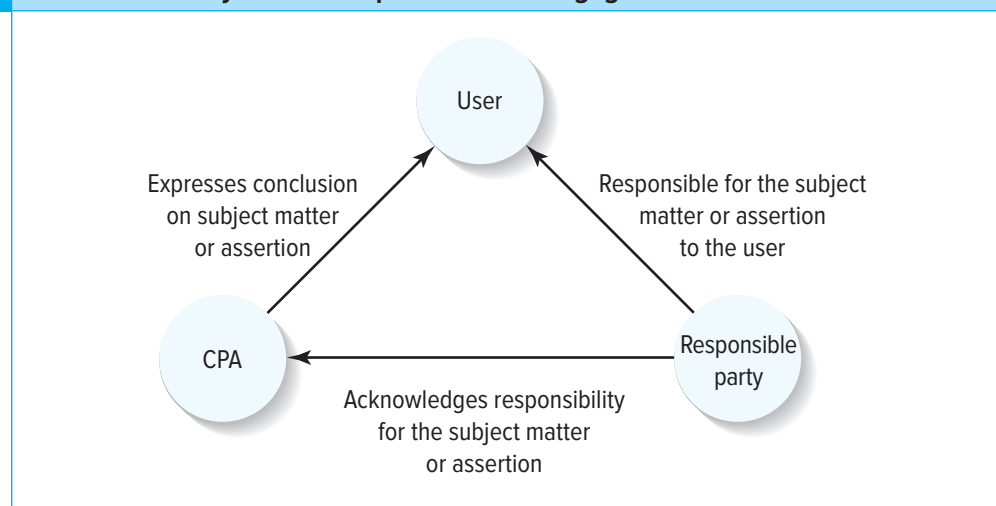 User
Expresses conclusion
on subject matter
or assertion
Responsible for the subject
matter or assertion
to the user
CPA
Responsible
party
Acknowledges responsibility
for the subject matter
or assertion